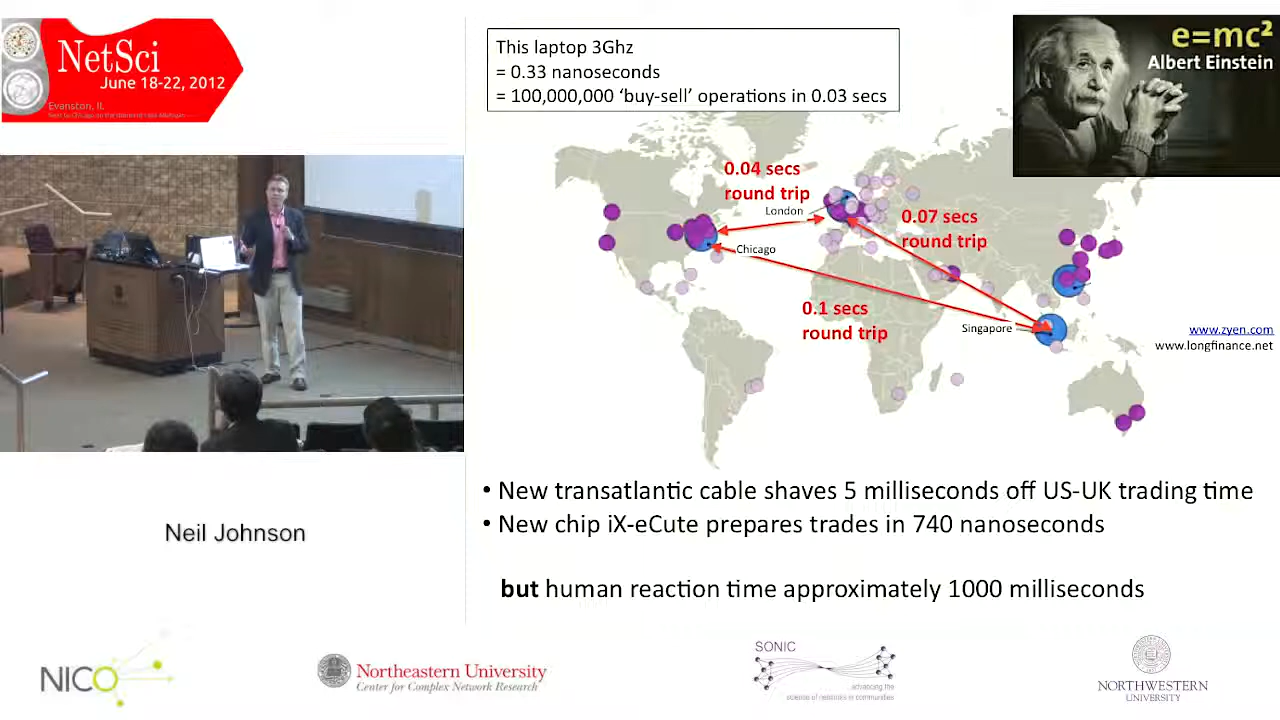 NetSci
June 18-22, 2012
Evanston, IL
This laptop 3Ghz
= 0.33 nanoseconds
= 100,000,000 ‘buy-sell’ operations in 0.03 secs
e=mc²
Albert Einstein
0.04 secs
round trip
London
0.07 secs
round trip
Chicago
0.1 secs
round trip
Singapore
www.zyen.com
www.longfinance.net
• New transatlantic cable shaves 5 milliseconds off US-UK trading time
• New chip iX-eCute prepares trades in 740 nanoseconds
but human reaction time approximately 1000 milliseconds
Neil Johnson
NICO
Northeastern University
Center for Complex Network Research
SONIC
advancing the
science of networks in communities
NORTHWESTERN
UNIVERSITY